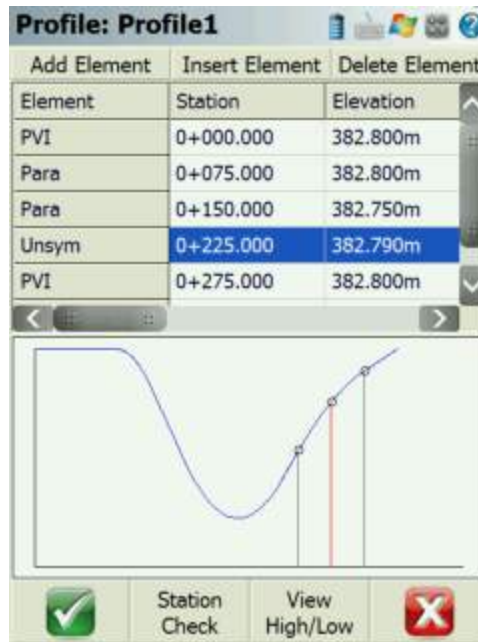 Profile: Profile1
Add Element Insert Element Delete Element
Element Station Elevation
PVI 0+000.000 382.800m
Para 0+075.000 382.800m
Para 0+150.000 382.750m
Unsym 0+225.000 382.790m
PVI 0+275.000 382.800m
Station Check
View High/Low